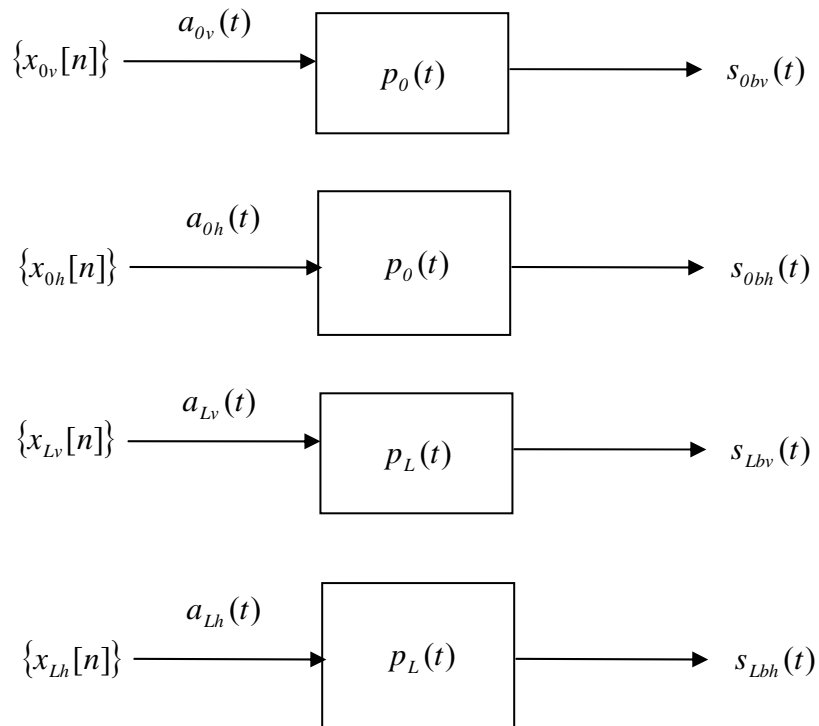 a_{0v}(t)
{x_{0v}[n]} p_0(t) s_{0bv}(t)
a_{0h}(t)
{x_{0h}[n]} p_0(t) s_{0bh}(t)
a_{Lv}(t)
{x_{Lv}[n]} p_L(t) s_{Lbv}(t)
a_{Lh}(t)
{x_{Lh}[n]} p_L(t) s_{Lbh}(t)